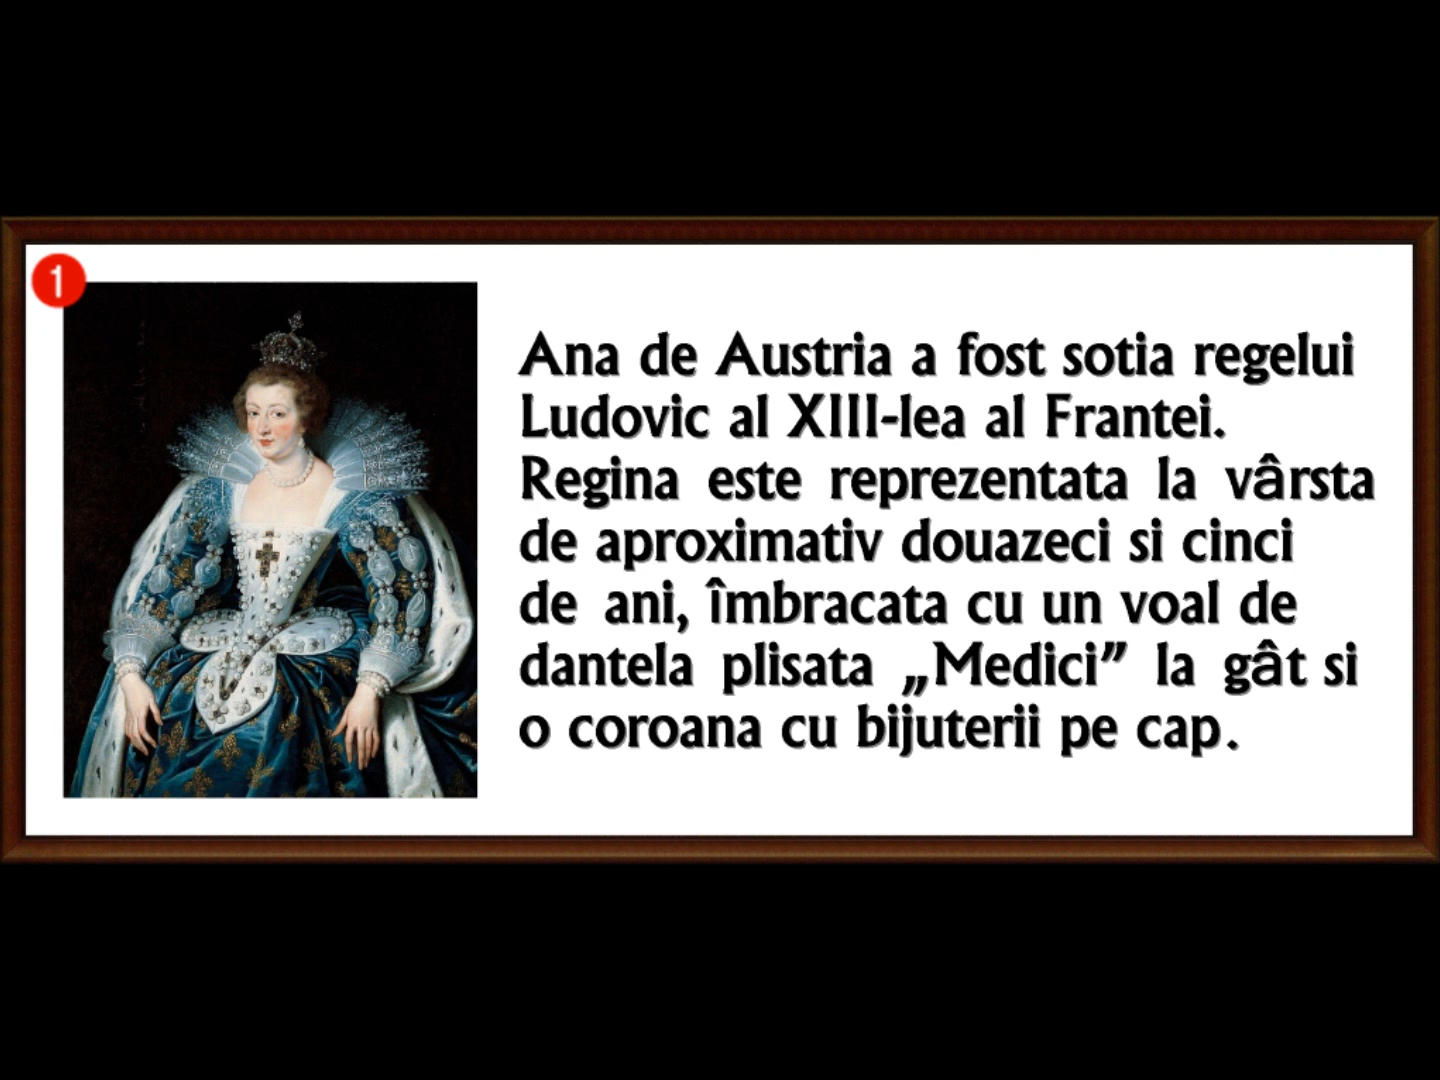 1
Ana de Austria a fost sotia regelui
Ludovic al XIII-lea al Frantei.
Regina este reprezentata la vârsta
de aproximativ douazeci si cinci
de ani, îmbracata cu un voal de
dantela plisata „Medici” la gât si
o coroana cu bijuterii pe cap.